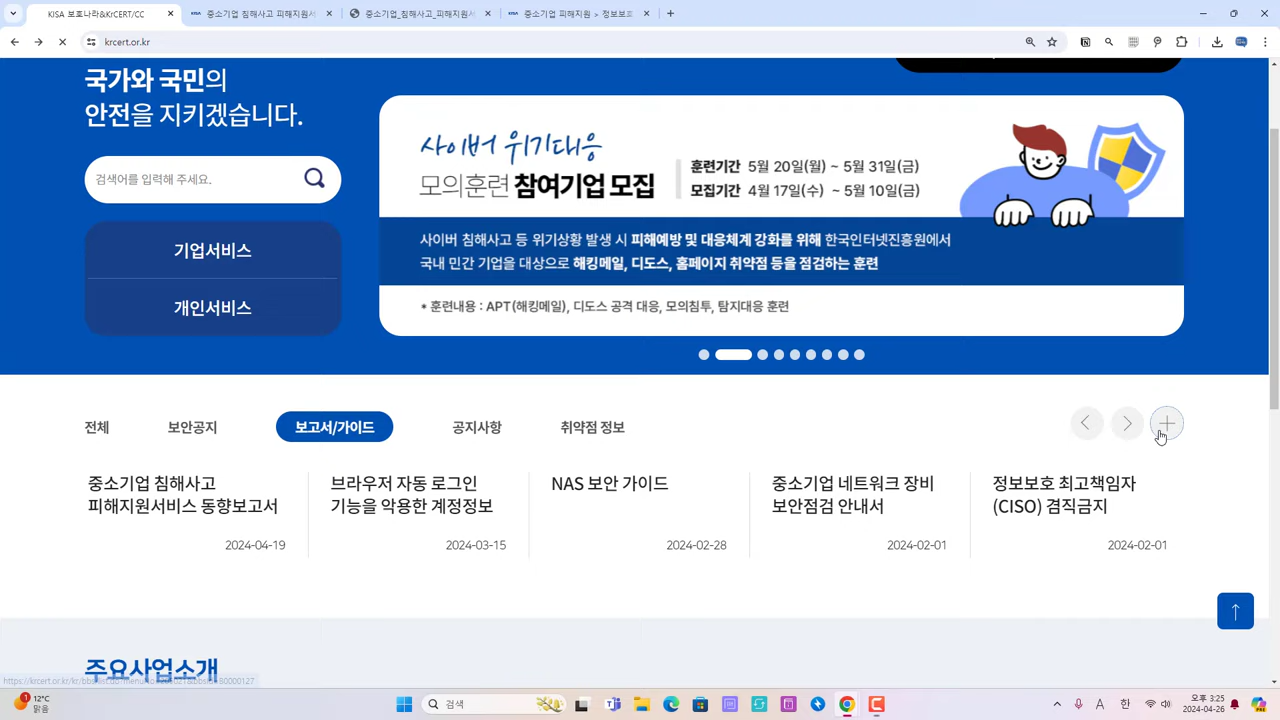 KISA 보호나라&KrCERT/CC
중소기업 침해사고 피해지원서
중소기업_침해사고_피해지원서
중소기업 피해지원 > 정보보호
krcert.or.kr
국가와 국민의
안전을 지키겠습니다.
검색어를 입력해 주세요.
기업서비스
개인서비스
사이버 위기대응
모의훈련 참여기업 모집
훈련기간 5월 20일(월) ~ 5월 31일(금)
모집기간 4월 17일(수) ~ 5월 10일(금)
사이버 침해사고 등 위기상황 발생 시 피해예방 및 대응체계 강화를 위해 한국인터넷진흥원에서
국내 민간 기업을 대상으로 해킹메일, 디도스, 홈페이지 취약점 등을 점검하는 훈련
* 훈련내용 : APT(해킹메일), 디도스 공격 대응, 모의침투, 탐지대응 훈련
전체 보안공지 보고서/가이드 공지사항 취약점 정보
중소기업 침해사고
피해지원서비스 동향보고서
2024-04-19
브라우저 자동 로그인
기능을 악용한 계정정보
2024-03-15
NAS 보안 가이드
2024-02-28
중소기업 네트워크 장비
보안점검 안내서
2024-02-01
정보보호 최고책임자
(CISO) 겸직금지
2024-02-01
주요사업소개
12°C
맑음
검색
A 한
오후 3:25
2024-04-26